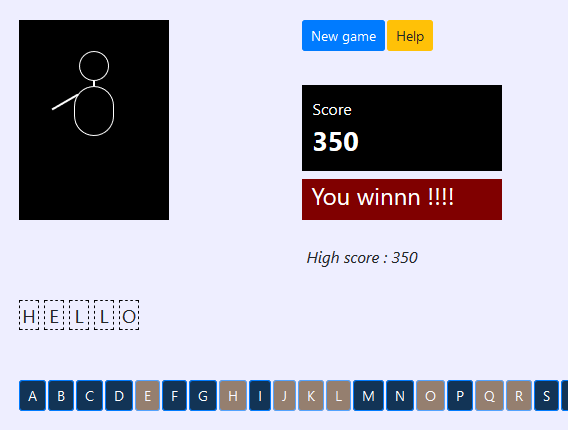 New game Help
Score
350
You winnn !!!!
High score : 350
H E L L O
A B C D E F G H I J K L M N O P Q R S